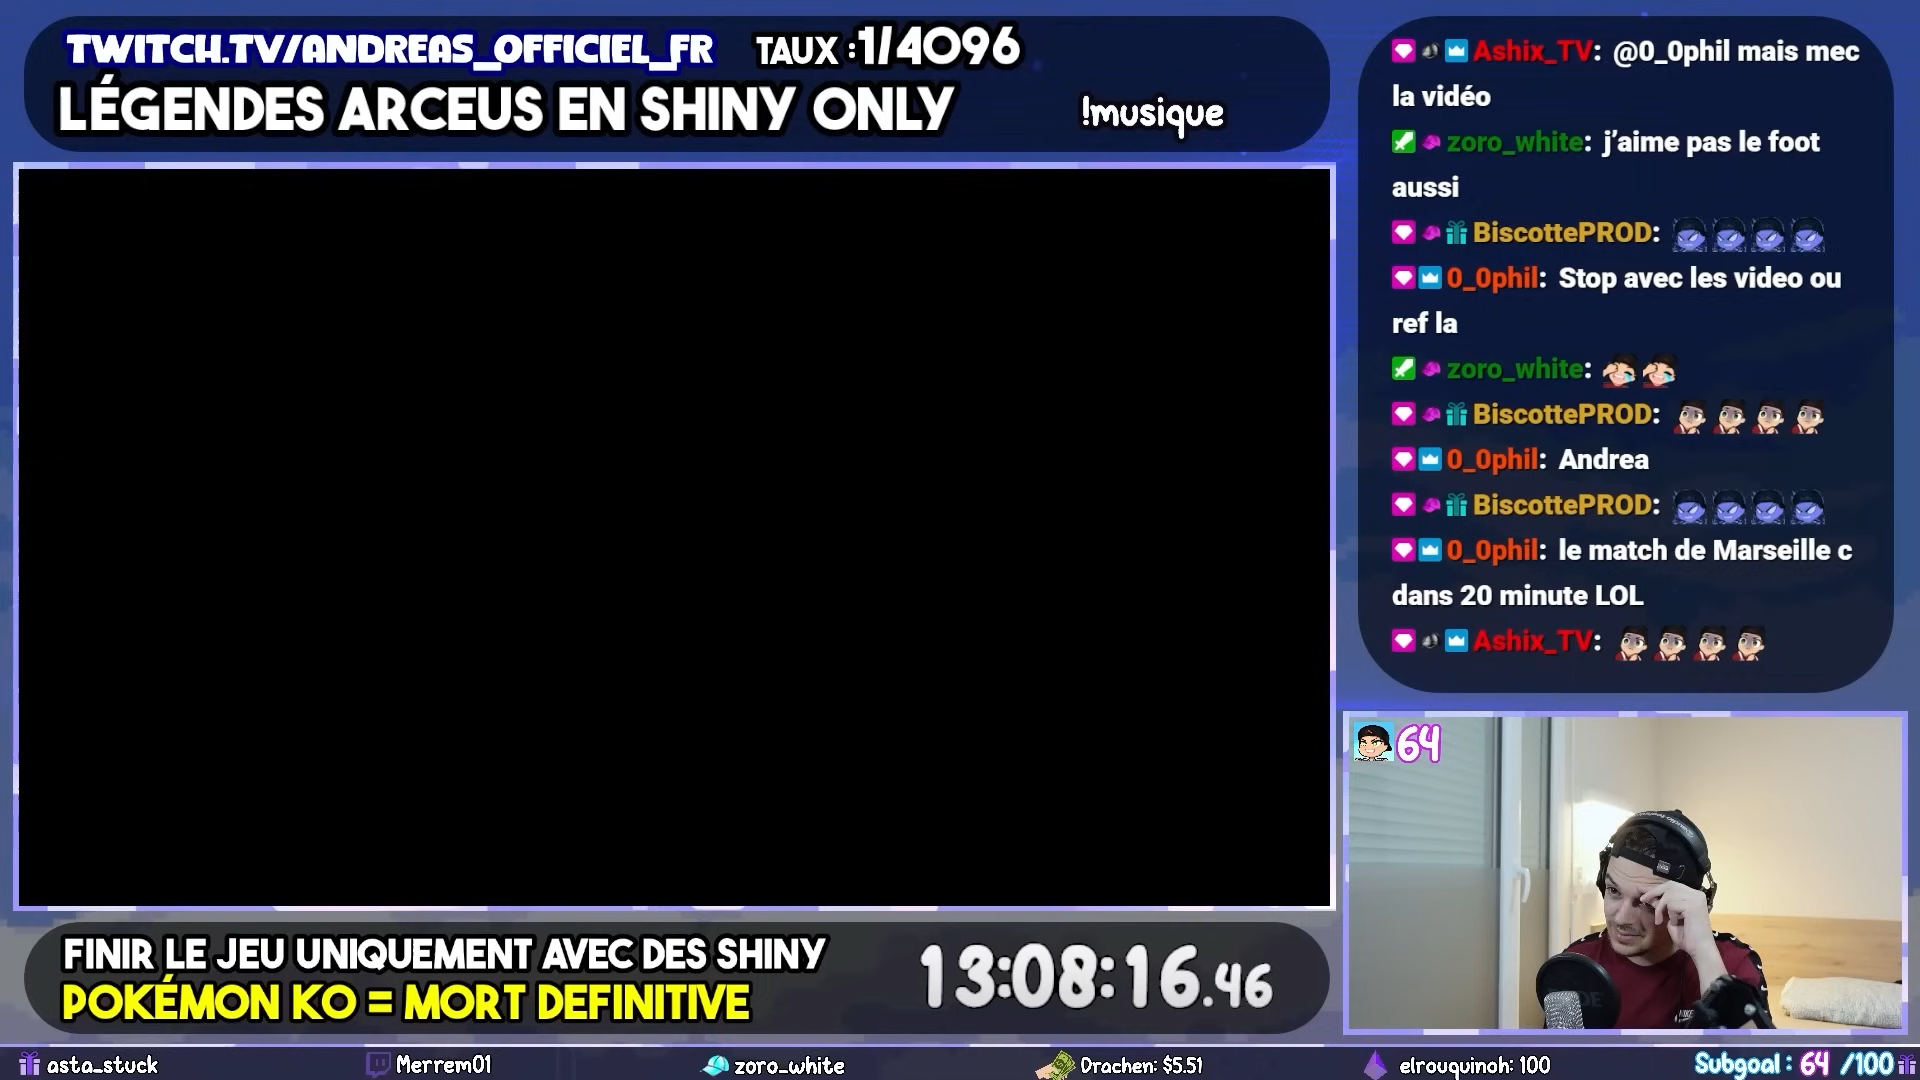 TWITCH.TV/ANDREAS_OFFICIEL_FR TAUX :1/4096
LÉGENDES ARCEUS EN SHINY ONLY
!musique
Ashix_TV: @0_0phil mais mec
la vidéo
zoro_white: j'aime pas le foot
aussi
BiscottePROD:
0_0phil: Stop avec les video ou
ref la
zoro_white:
BiscottePROD:
0_0phil: Andrea
BiscottePROD:
0_0phil: le match de Marseille c
dans 20 minute LOL
Ashix_TV:
64
FINIR LE JEU UNIQUEMENT AVEC DES SHINY
POKÉMON KO = MORT DEFINITIVE
13:08:16.46
asta_stuck Merrem01 zoro_white Drachen: $5.51 elrouquinoh: 100 Subgoal : 64 /100